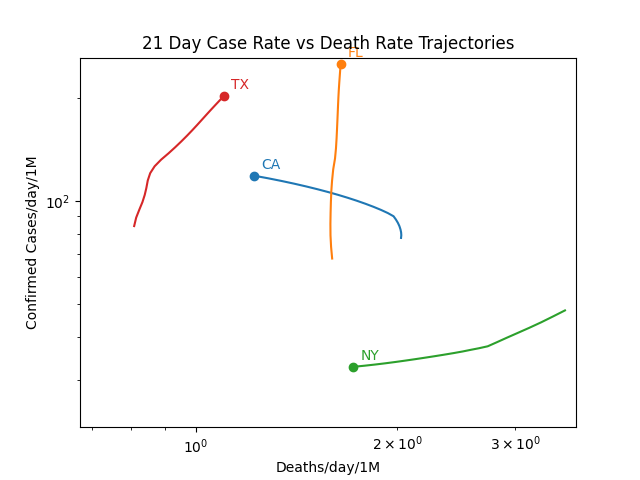 21 Day Case Rate vs Death Rate Trajectories
FL
TX
CA
NY
Confirmed Cases/day/1M
10²
10⁰
2 × 10⁰
3 × 10⁰
Deaths/day/1M